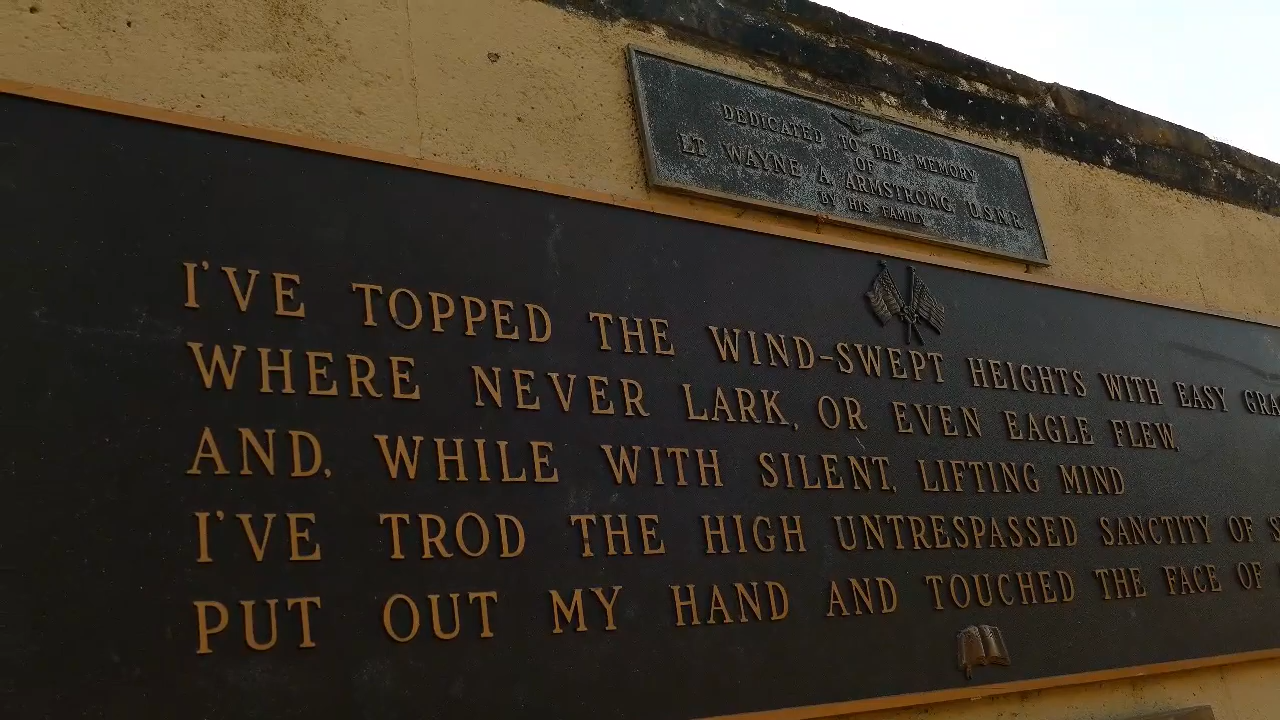 DEDICATED TO THE MEMORY
OF
LT. WAYNE A. ARMSTRONG, U.S.N.R.
BY HIS FAMILY
I'VE TOPPED THE WIND-SWEPT HEIGHTS WITH EASY GRA
WHERE NEVER LARK, OR EVEN EAGLE FLEW,
AND, WHILE WITH SILENT, LIFTING MIND
I'VE TROD THE HIGH UNTRESPASSED SANCTITY OF S
PUT OUT MY HAND AND TOUCHED THE FACE OF